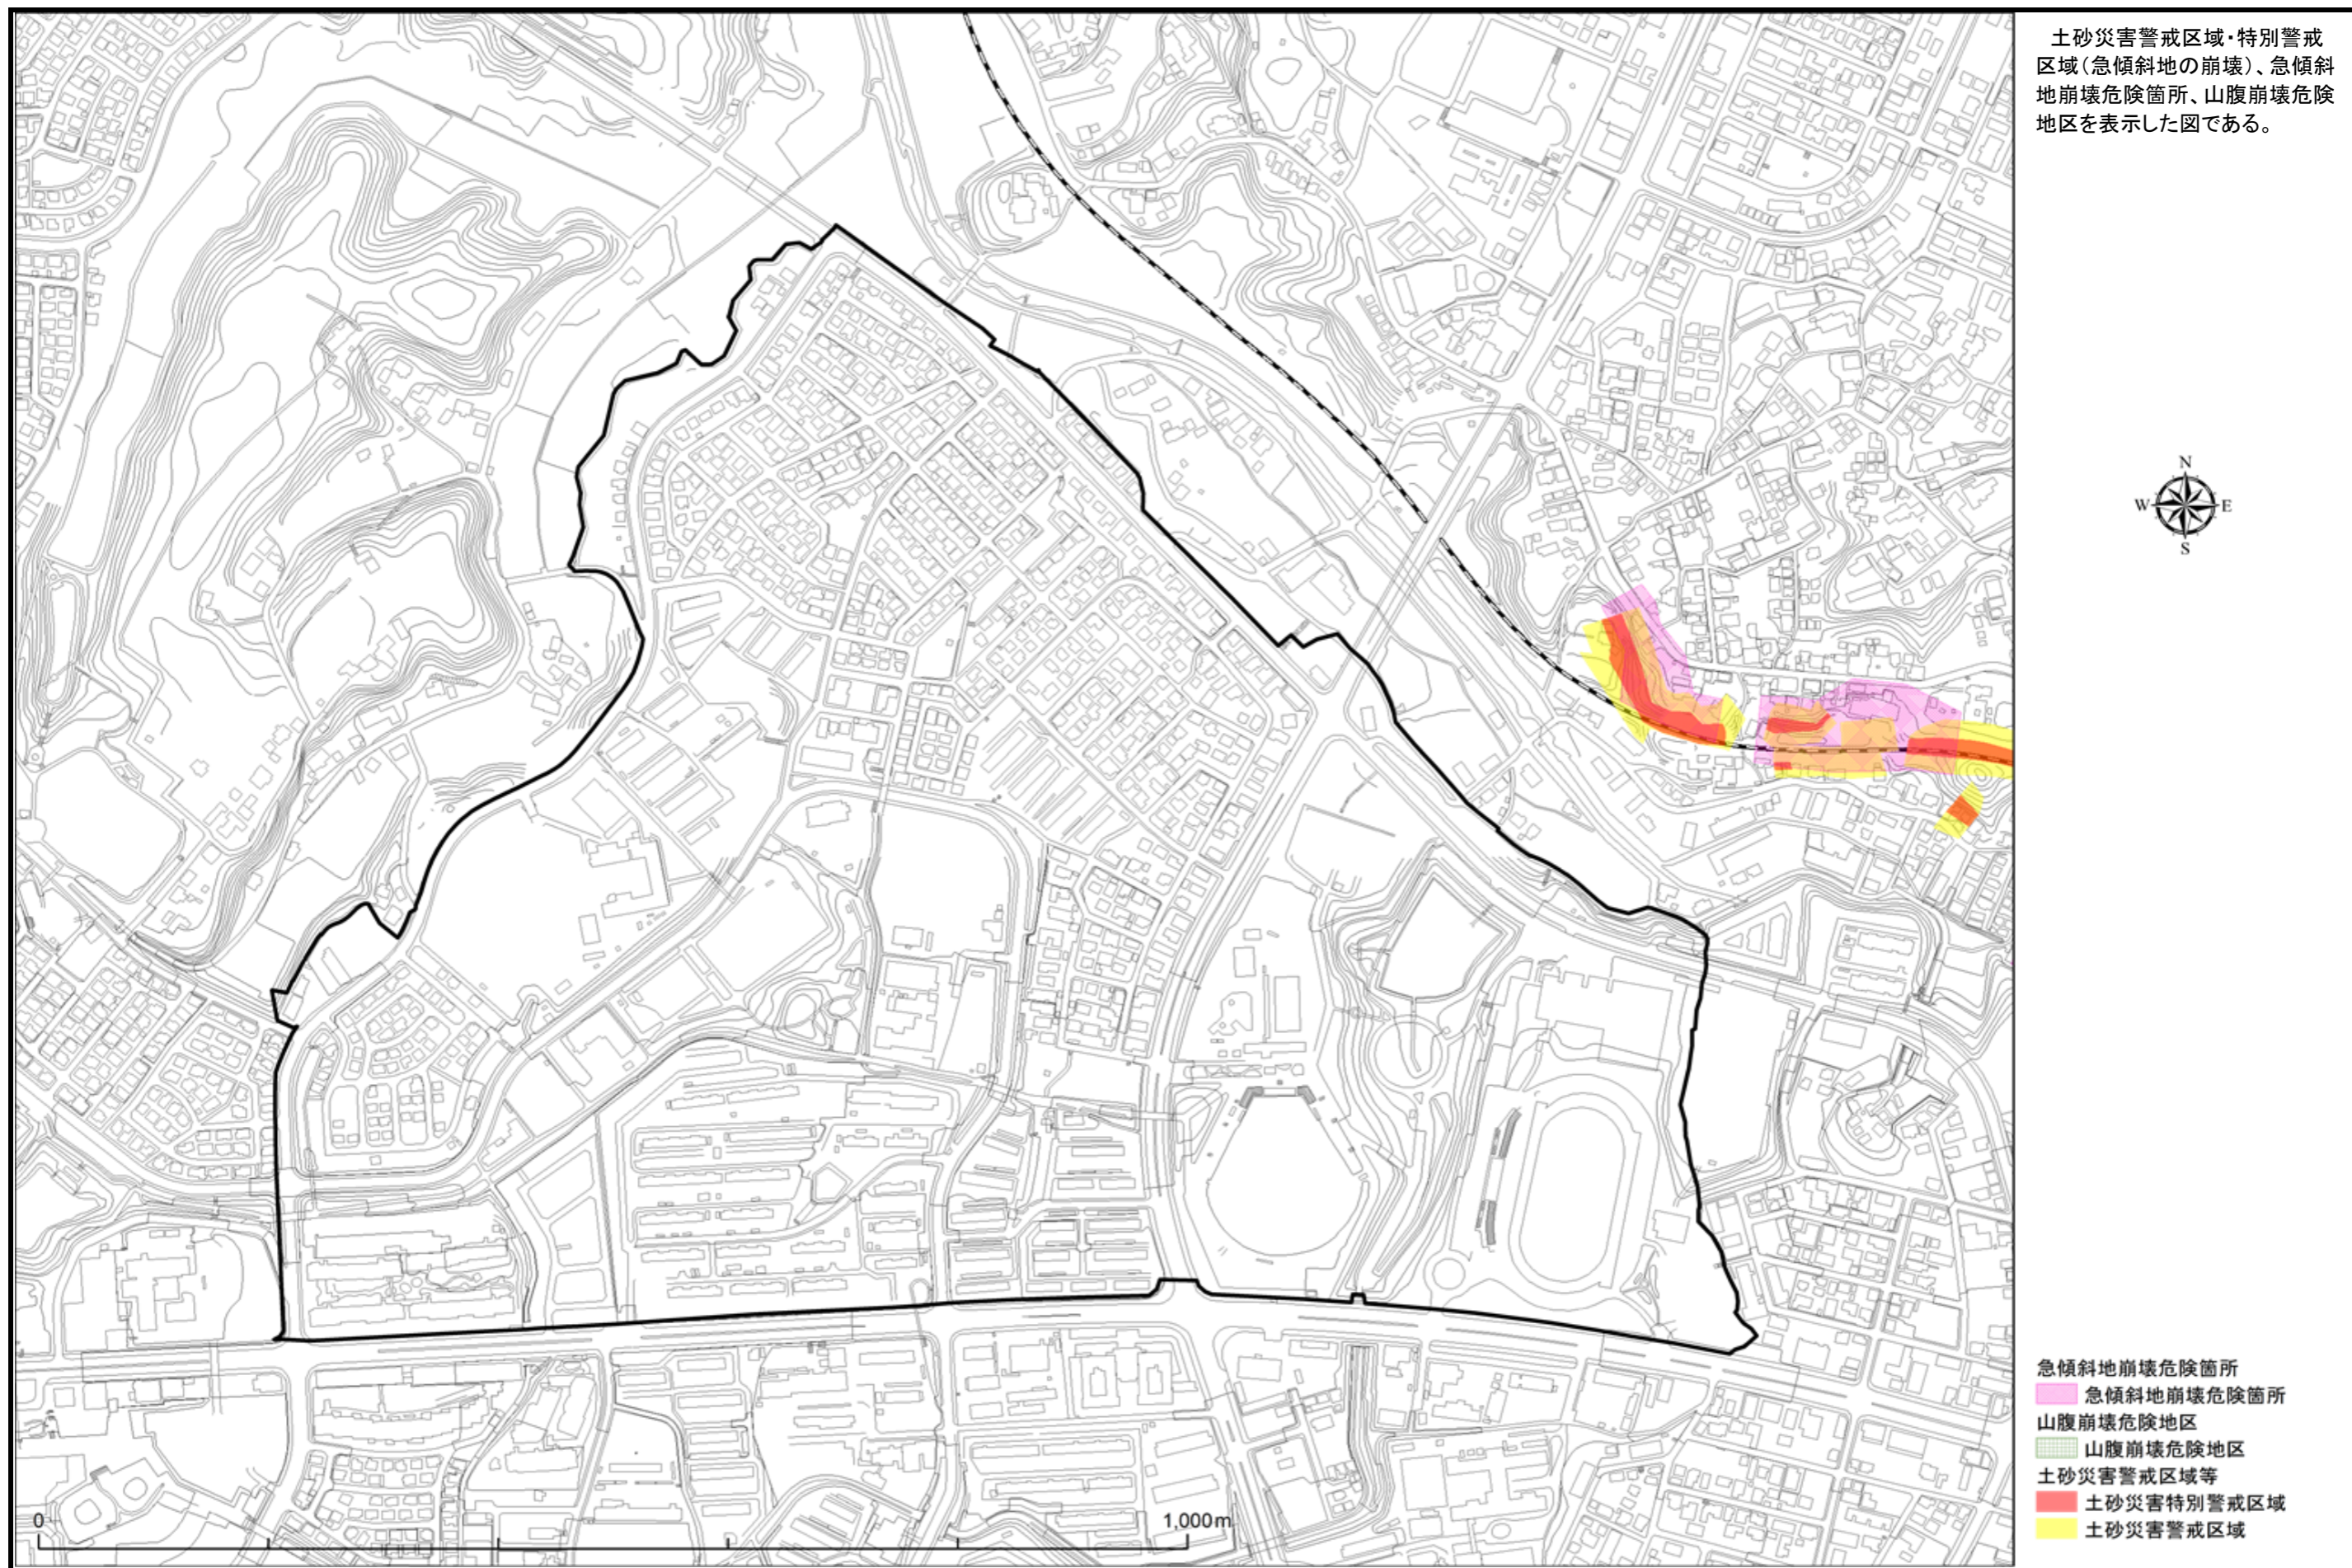 土砂災害警戒区域・特別警戒
区域（急傾斜地の崩壊）、急傾斜
地崩壊危険箇所、山腹崩壊危険
地区を表示した図である。
N
W
E
S
急傾斜地崩壊危険箇所
急傾斜地崩壊危険箇所
山腹崩壊危険地区
山腹崩壊危険地区
土砂災害警戒区域等
土砂災害特別警戒区域
土砂災害警戒区域
0
1,000m